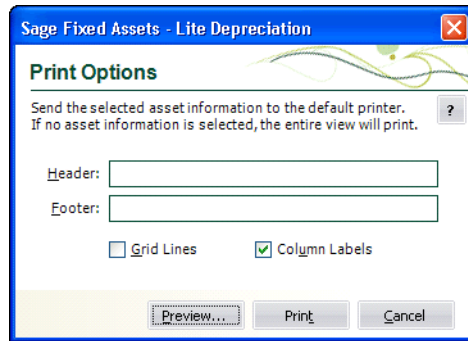 Sage Fixed Assets - Lite Depreciation
Print Options
Send the selected asset information to the default printer.
If no asset information is selected, the entire view will print.
?
Header:
Footer:
Grid Lines
Column Labels
Preview...
Print
Cancel